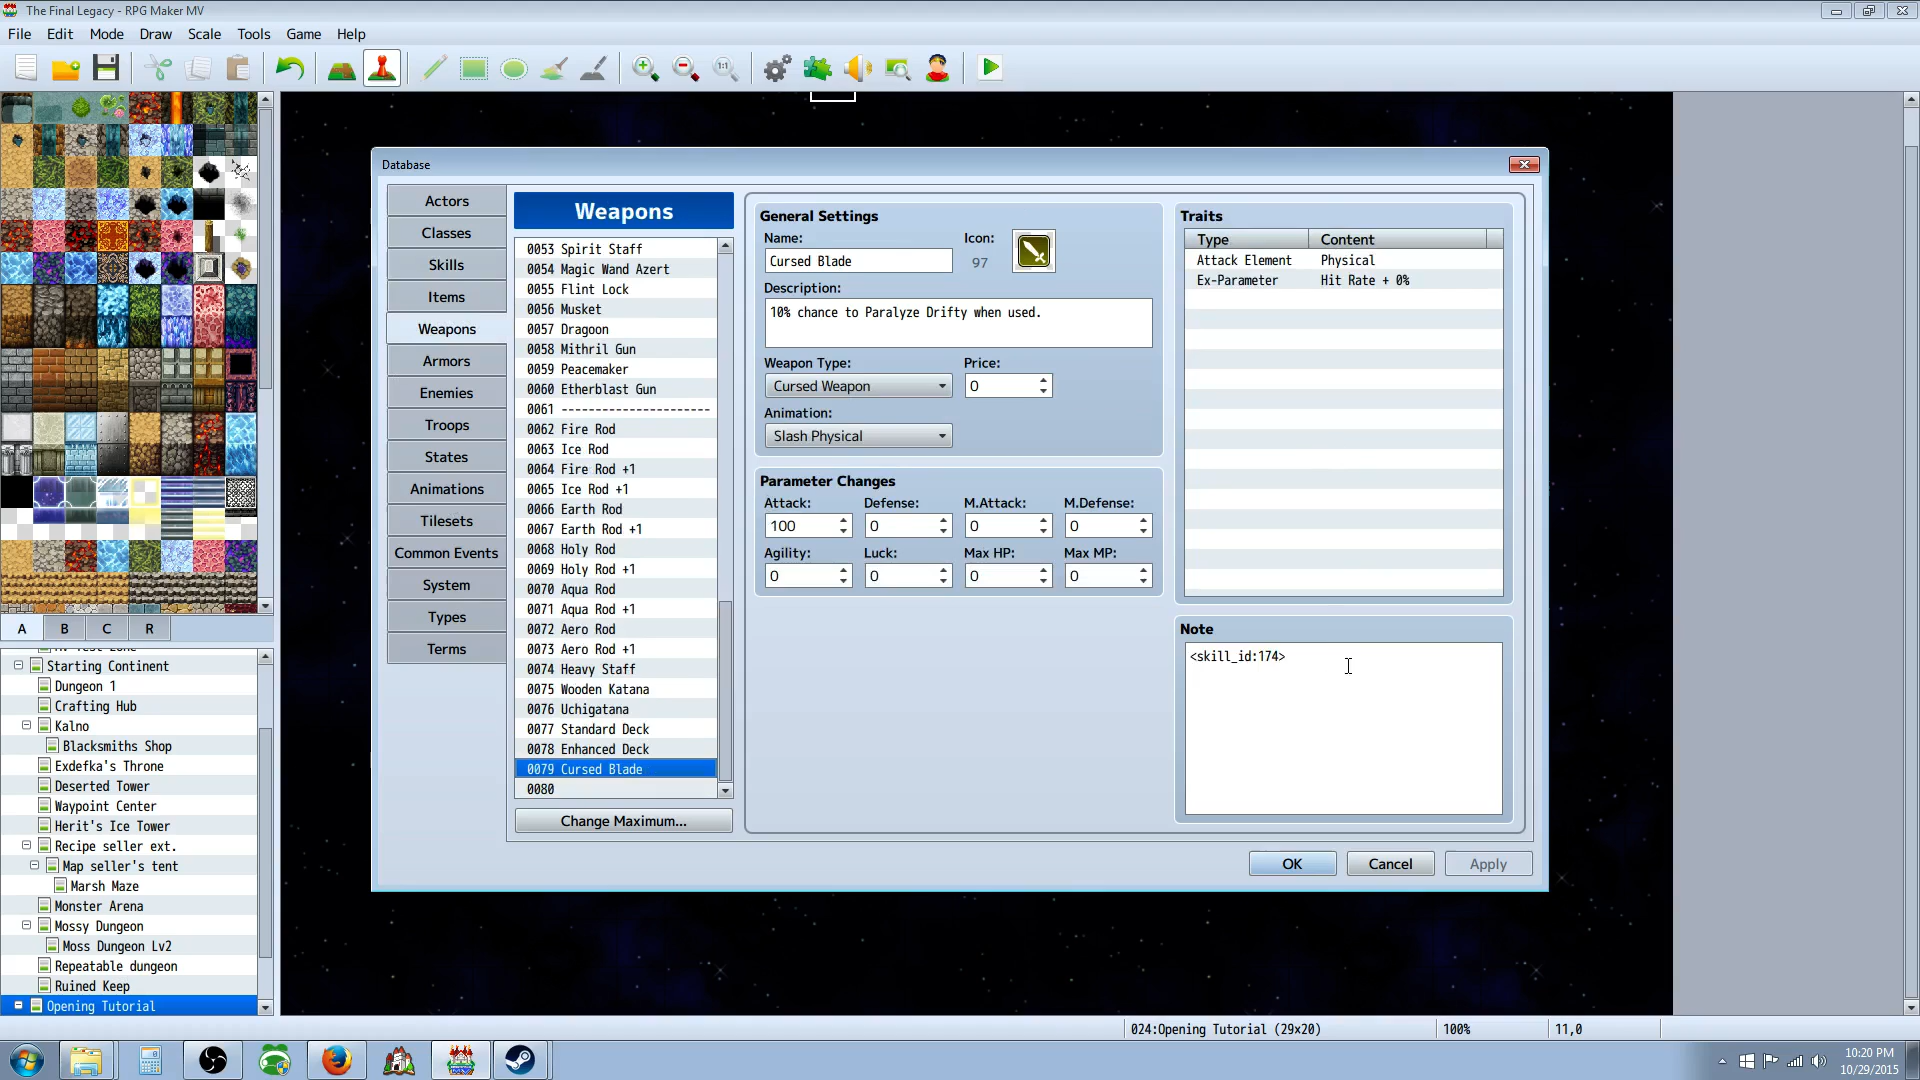 The Final Legacy - RPG Maker MV
File Edit Mode Draw Scale Tools Game Help
1:1
Database
Actors
Classes
Skills
Items
Weapons
Armors
Enemies
Troops
States
Animations
Tilesets
Common Events
System
Types
Terms
Weapons
0053 Spirit Staff
0054 Magic Wand Azert
0055 Flint Lock
0056 Musket
0057 Dragoon
0058 Mithril Gun
0059 Peacemaker
0060 Etherblast Gun
0061 ----------------------
0062 Fire Rod
0063 Ice Rod
0064 Fire Rod +1
0065 Ice Rod +1
0066 Earth Rod
0067 Earth Rod +1
0068 Holy Rod
0069 Holy Rod +1
0070 Aqua Rod
0071 Aqua Rod +1
0072 Aero Rod
0073 Aero Rod +1
0074 Heavy Staff
0075 Wooden Katana
0076 Uchigatana
0077 Standard Deck
0078 Enhanced Deck
0079 Cursed Blade
0080
Change Maximum...
General Settings
Name: Icon:
Cursed Blade 97
Description:
10% chance to Paralyze Drifty when used.
Weapon Type: Price:
Cursed Weapon 0
Animation:
Slash Physical
Parameter Changes
Attack: Defense: M.Attack: M.Defense:
100 0 0 0
Agility: Luck: Max HP: Max MP:
0 0 0 0
Traits
Type Content
Attack Element Physical
Ex-Parameter Hit Rate + 0%
Note
<skill_id:174>
OK Cancel Apply
A B C R
Starting Continent
Dungeon 1
Crafting Hub
Kalno
Blacksmiths Shop
Exdefka's Throne
Deserted Tower
Waypoint Center
Herit's Ice Tower
Recipe seller ext.
Map seller's tent
Marsh Maze
Monster Arena
Mossy Dungeon
Moss Dungeon Lv2
Repeatable dungeon
Ruined Keep
Opening Tutorial
024:Opening Tutorial (29x20) 100% 11,0
10:20 PM
10/29/2015